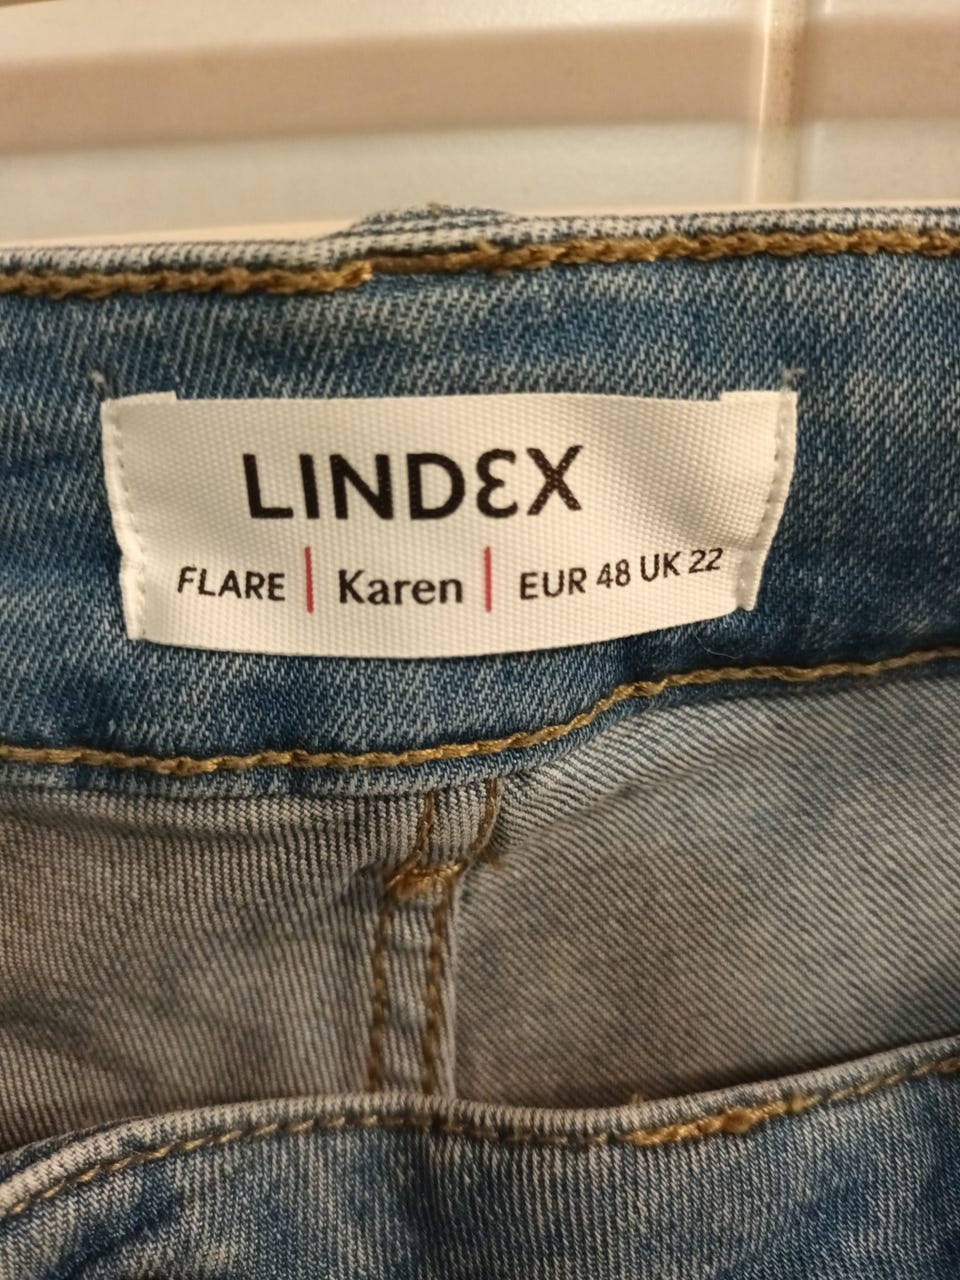 LINDEX
FLARE | Karen | EUR 48 UK 22